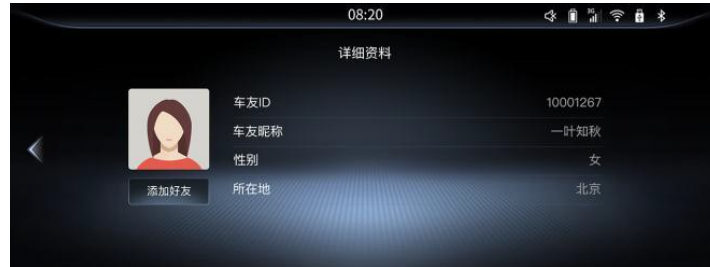 08:20
3G
详细资料
车友ID 10001267
车友昵称 一叶知秋
性别 女
添加好友 所在地 北京